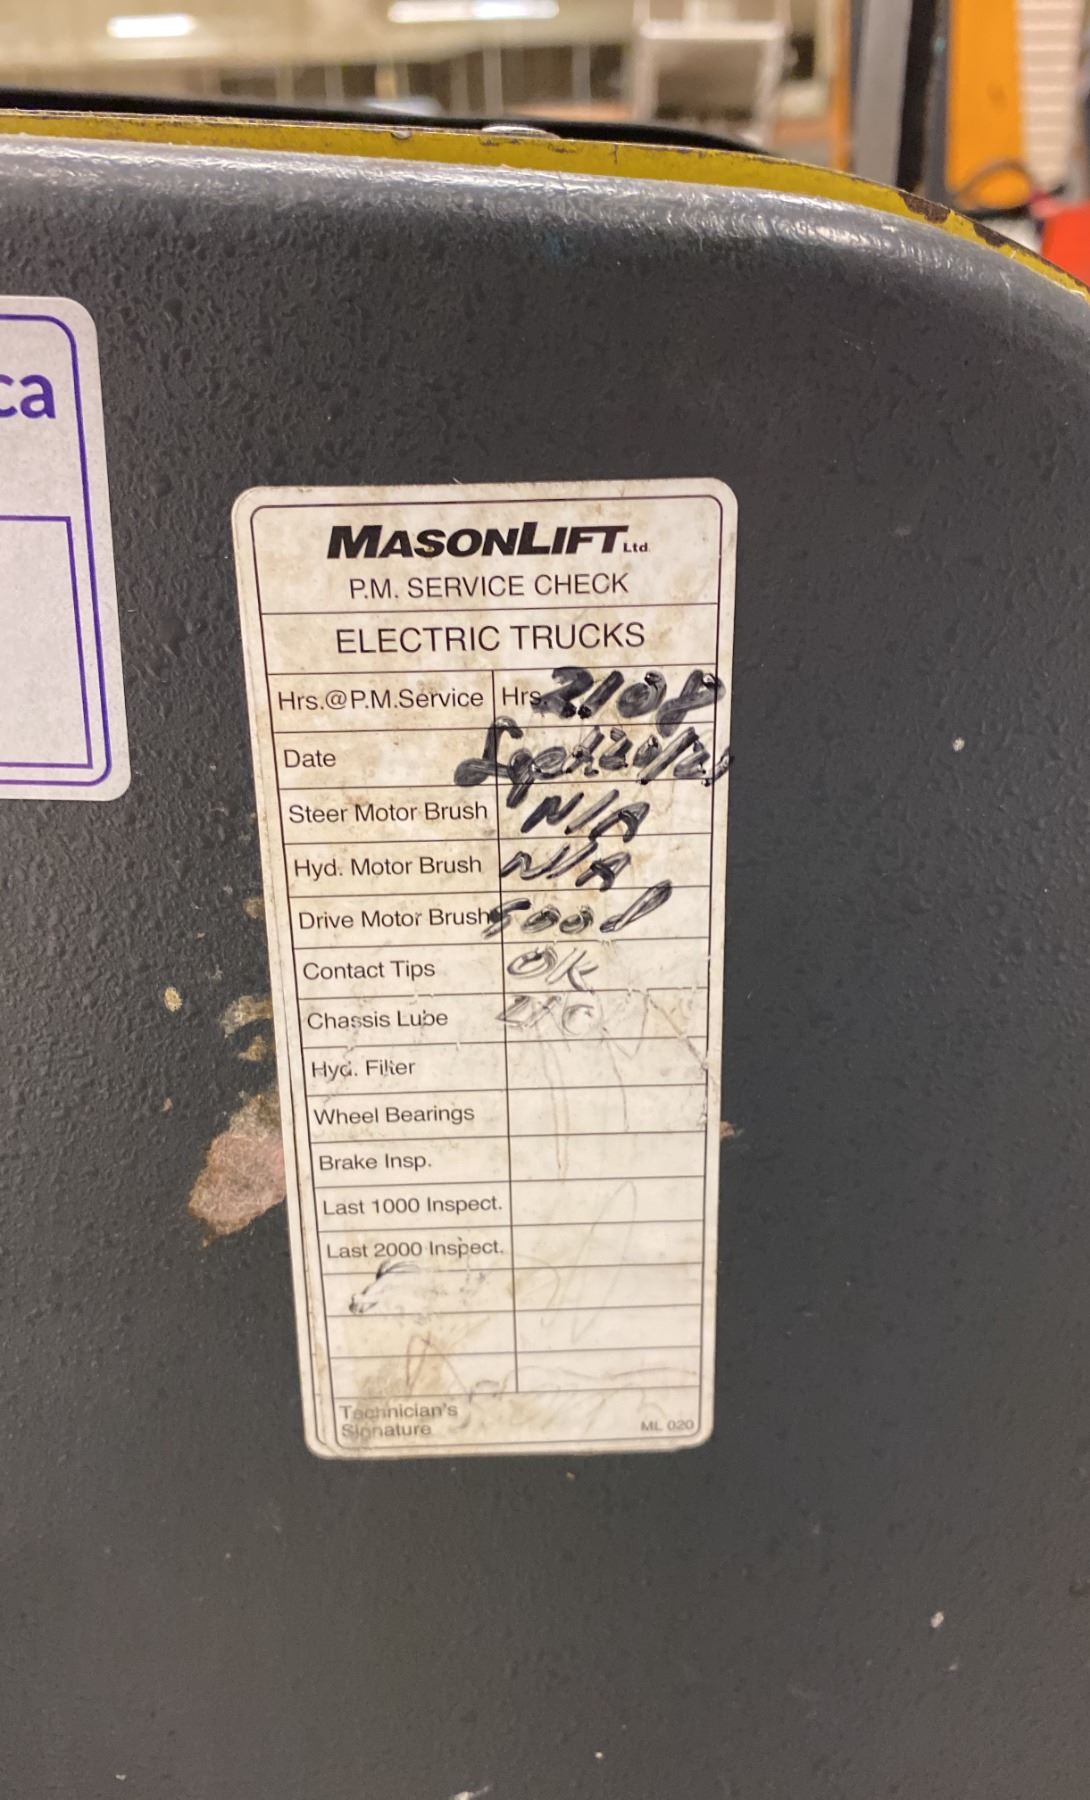 ca
MASONLIFT Ltd.
P.M. SERVICE CHECK
ELECTRIC TRUCKS
Hrs.@P.M.Service Hrs. 2108
Date
Steer Motor Brush N/A
Hyd. Motor Brush N/A
Drive Motor Brush Good
Contact Tips OK
Chassis Lube
Hyd. Filter
Wheel Bearings
Brake Insp.
Last 1000 Inspect.
Last 2000 Inspect.
Technician's
Signature
ML 020